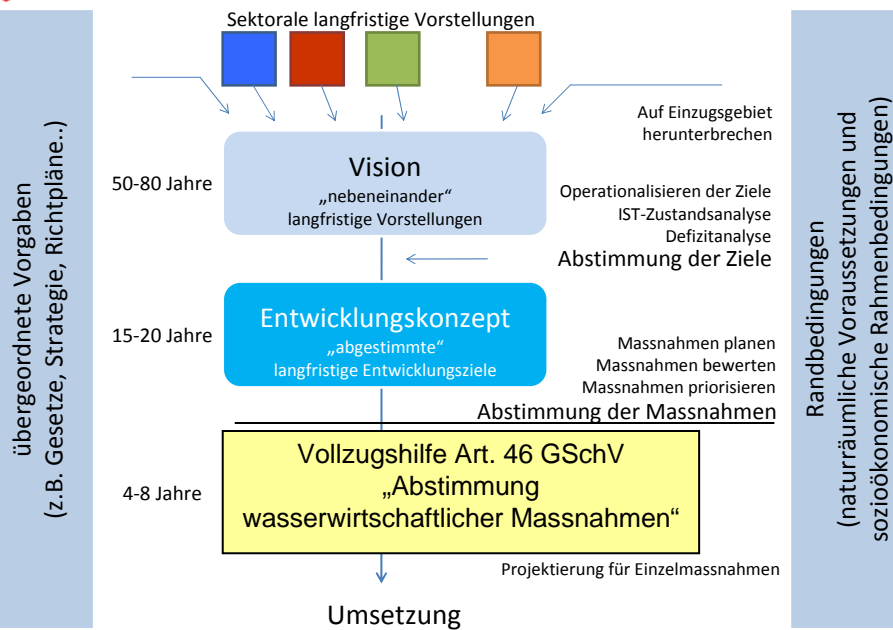 Sektorale langfristige Vorstellungen
übergeordnete Vorgaben
(z.B. Gesetze, Strategie, Richtpläne..)
Auf Einzugsgebiet
herunterbrechen
50-80 Jahre
Vision
„nebeneinander“
langfristige Vorstellungen
Operationalisieren der Ziele
IST-Zustandsanalyse
Defizitanalyse
Abstimmung der Ziele
15-20 Jahre
Entwicklungskonzept
„abgestimmte“
langfristige Entwicklungsziele
Massnahmen planen
Massnahmen bewerten
Massnahmen priorisieren
Abstimmung der Massnahmen
4-8 Jahre
Vollzugshilfe Art. 46 GSchV
„Abstimmung
wasserwirtschaftlicher Massnahmen“
Projektierung für Einzelmassnahmen
Umsetzung
Randbedingungen
(naturräumliche Voraussetzungen und
sozioökonomische Rahmenbedingungen)